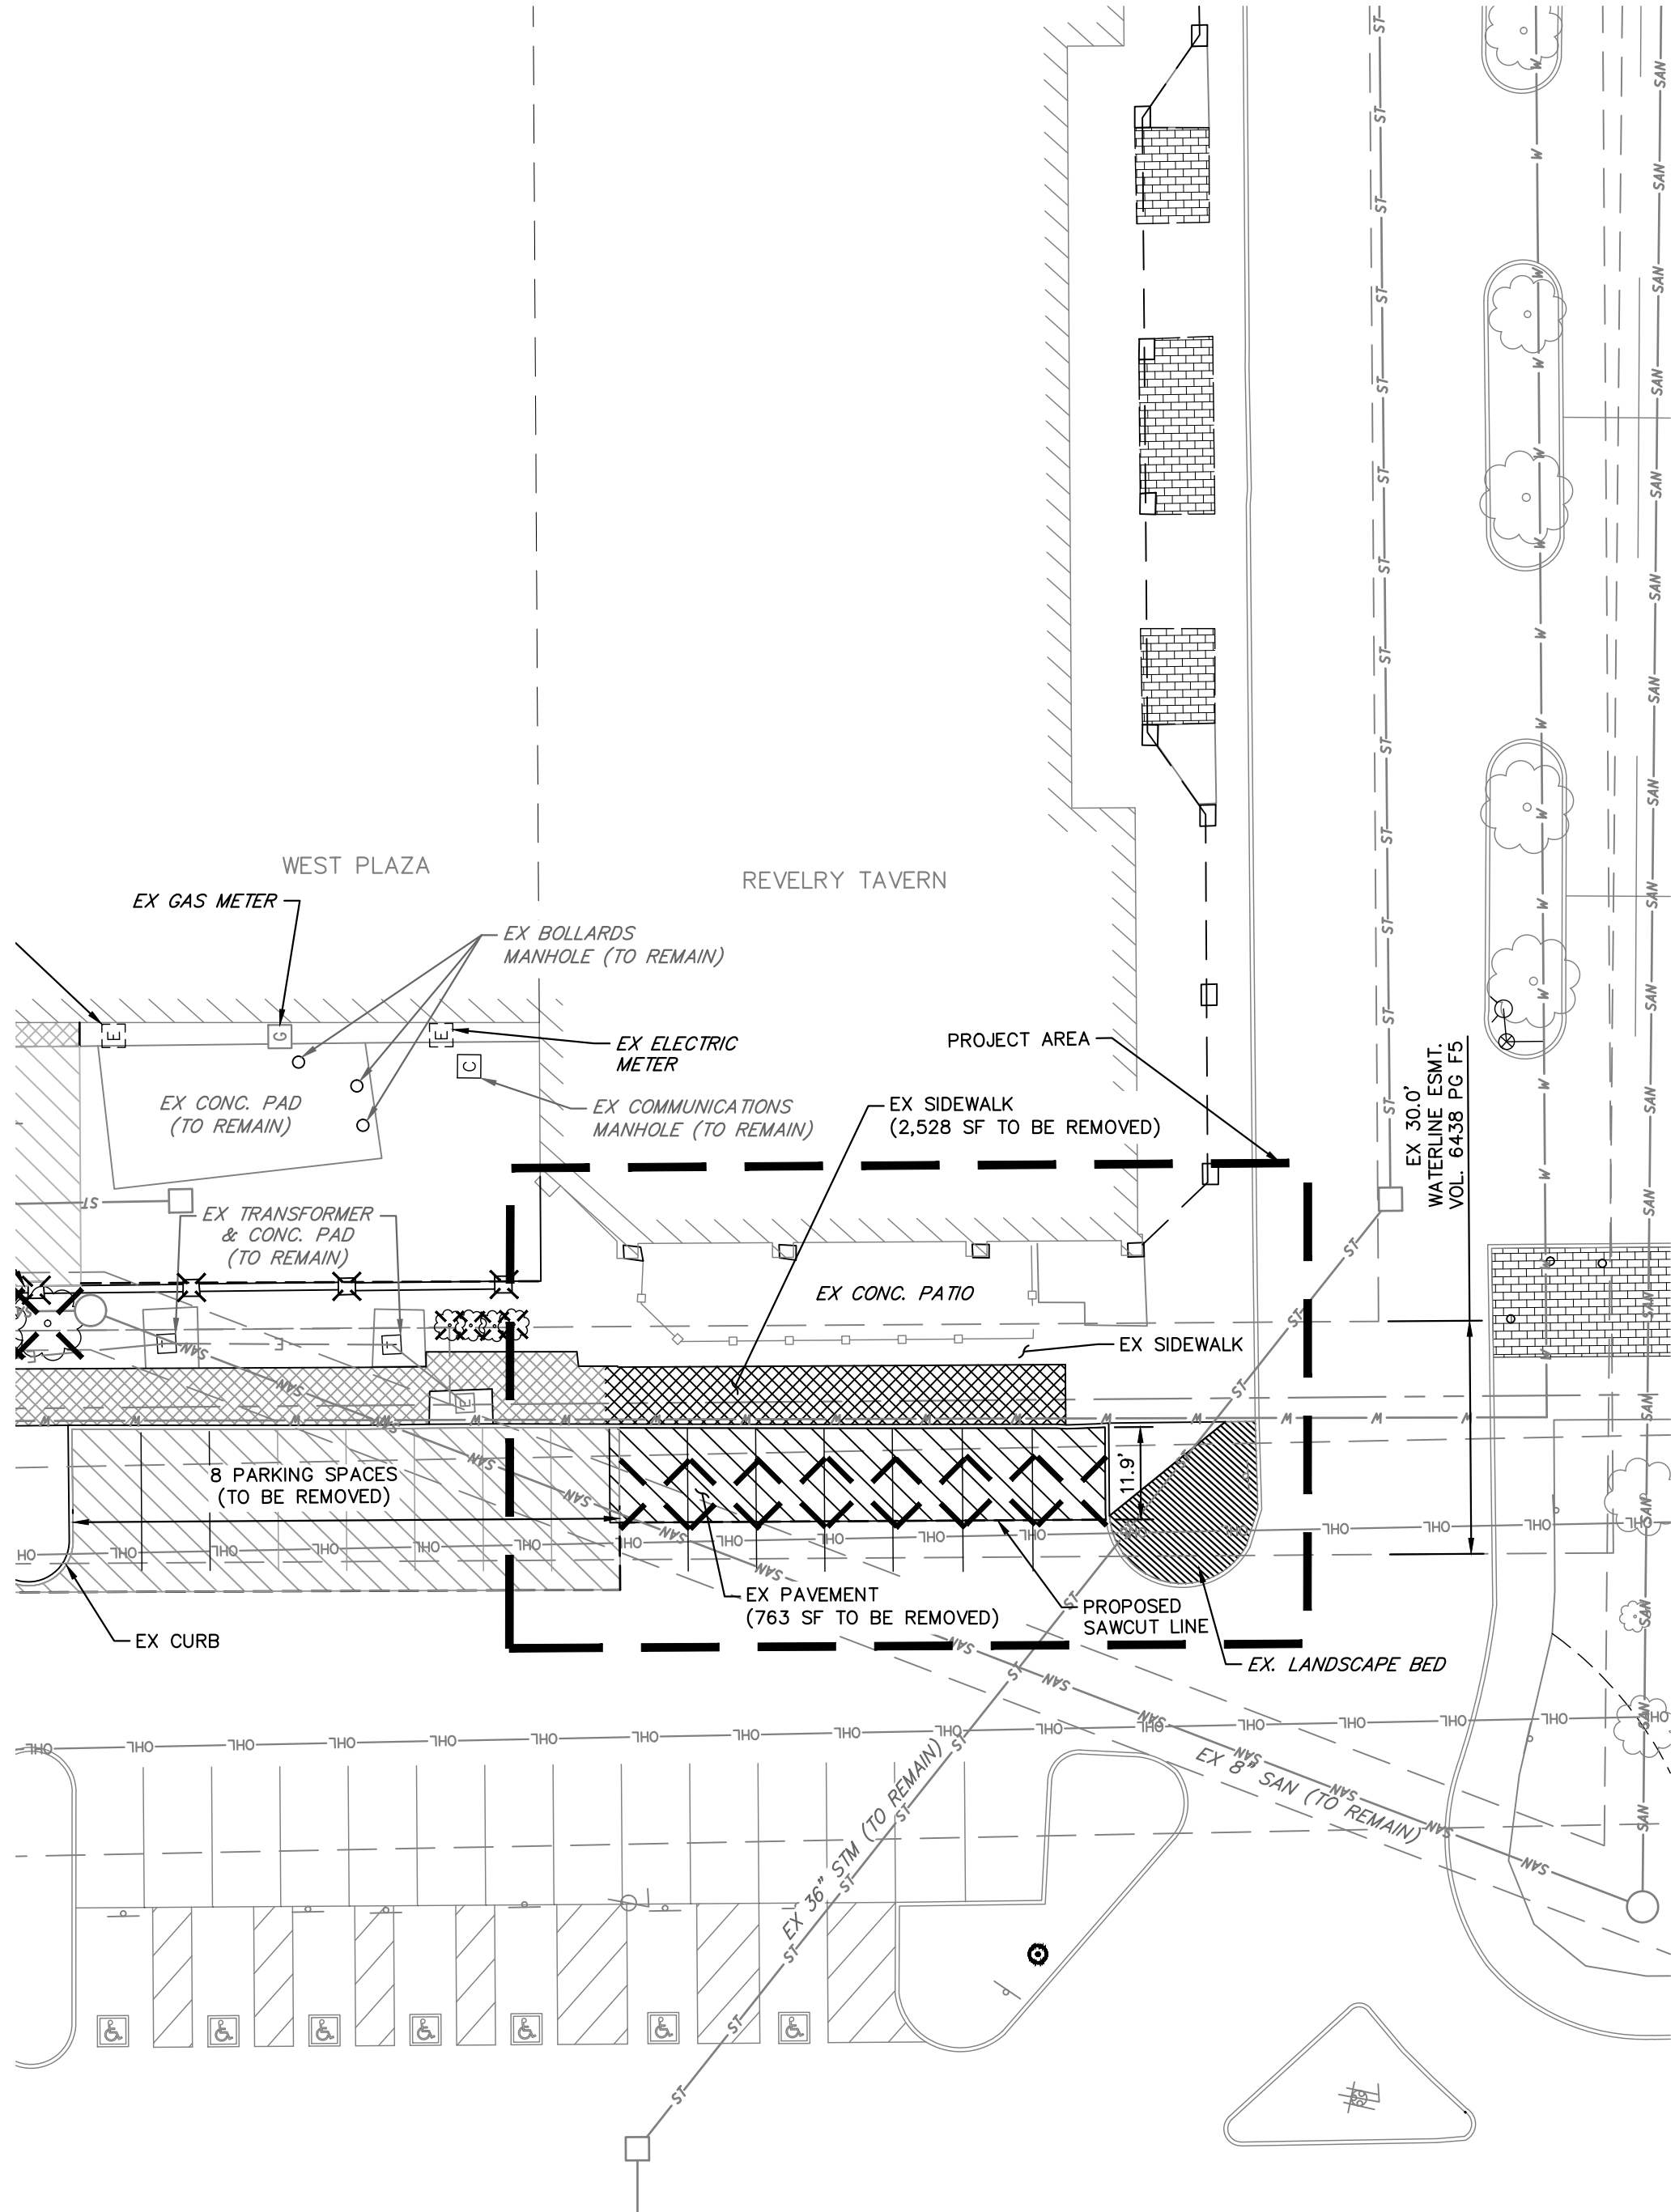 WEST PLAZA
REVELRY TAVERN
EX GAS METER
EX BOLLARDS
MANHOLE (TO REMAIN)
E
G
E
C
EX ELECTRIC
METER
PROJECT AREA
EX CONC. PAD
(TO REMAIN)
EX COMMUNICATIONS
MANHOLE (TO REMAIN)
EX SIDEWALK
(2,528 SF TO BE REMOVED)
EX 30.0'
WATERLINE ESMT.
VOL. 6438 PG F5
EX TRANSFORMER
& CONC. PAD
(TO REMAIN)
T
T
E
EX CONC. PATIO
EX SIDEWALK
8 PARKING SPACES
(TO BE REMOVED)
11.9'
EX PAVEMENT
(763 SF TO BE REMOVED)
PROPOSED
SAWCUT LINE
EX CURB
EX. LANDSCAPE BED
EX 36" STM (TO REMAIN)
EX 8" SAN (TO REMAIN)
ST
W
SAN
OHL